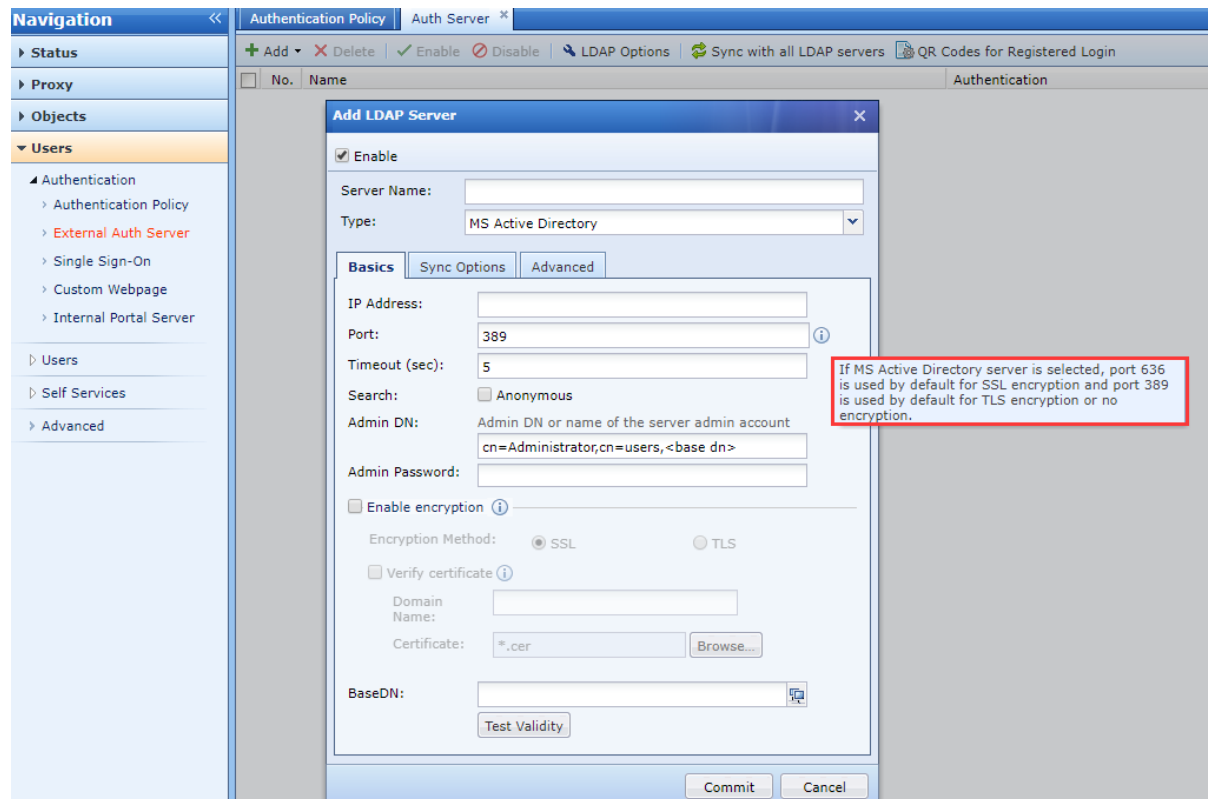 Navigation
Status
Proxy
Objects
Users
Authentication
Authentication Policy
External Auth Server
Single Sign-On
Custom Webpage
Internal Portal Server
Users
Self Services
Advanced
Authentication Policy Auth Server
Add Delete Enable Disable LDAP Options Sync with all LDAP servers QR Codes for Registered Login
No. Name Authentication
Add LDAP Server
Enable
Server Name:
Type: MS Active Directory
Basics Sync Options Advanced
IP Address:
Port: 389
Timeout (sec): 5
Search: Anonymous
Admin DN: Admin DN or name of the server admin account
cn=Administrator,cn=users,<base dn>
Admin Password:
Enable encryption
Encryption Method: SSL TLS
Verify certificate
Domain
Name:
Certificate: *.cer Browse...
BaseDN:
Test Validity
Commit Cancel
If MS Active Directory server is selected, port 636
is used by default for SSL encryption and port 389
is used by default for TLS encryption or no
encryption.